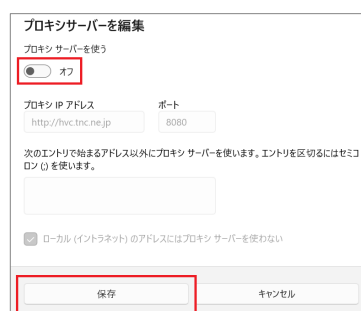 プロキシサーバーを編集
プロキシ サーバーを使う
オフ
プロキシ IP アドレス ポート
http://hvc.tnc.ne.jp 8080
次のエントリで始まるアドレス以外にプロキシ サーバーを使います。エントリを区切るにはセミコ
ロン (;) を使います。
ローカル (イントラネット) のアドレスにはプロキシ サーバーを使わない
保存 キャンセル